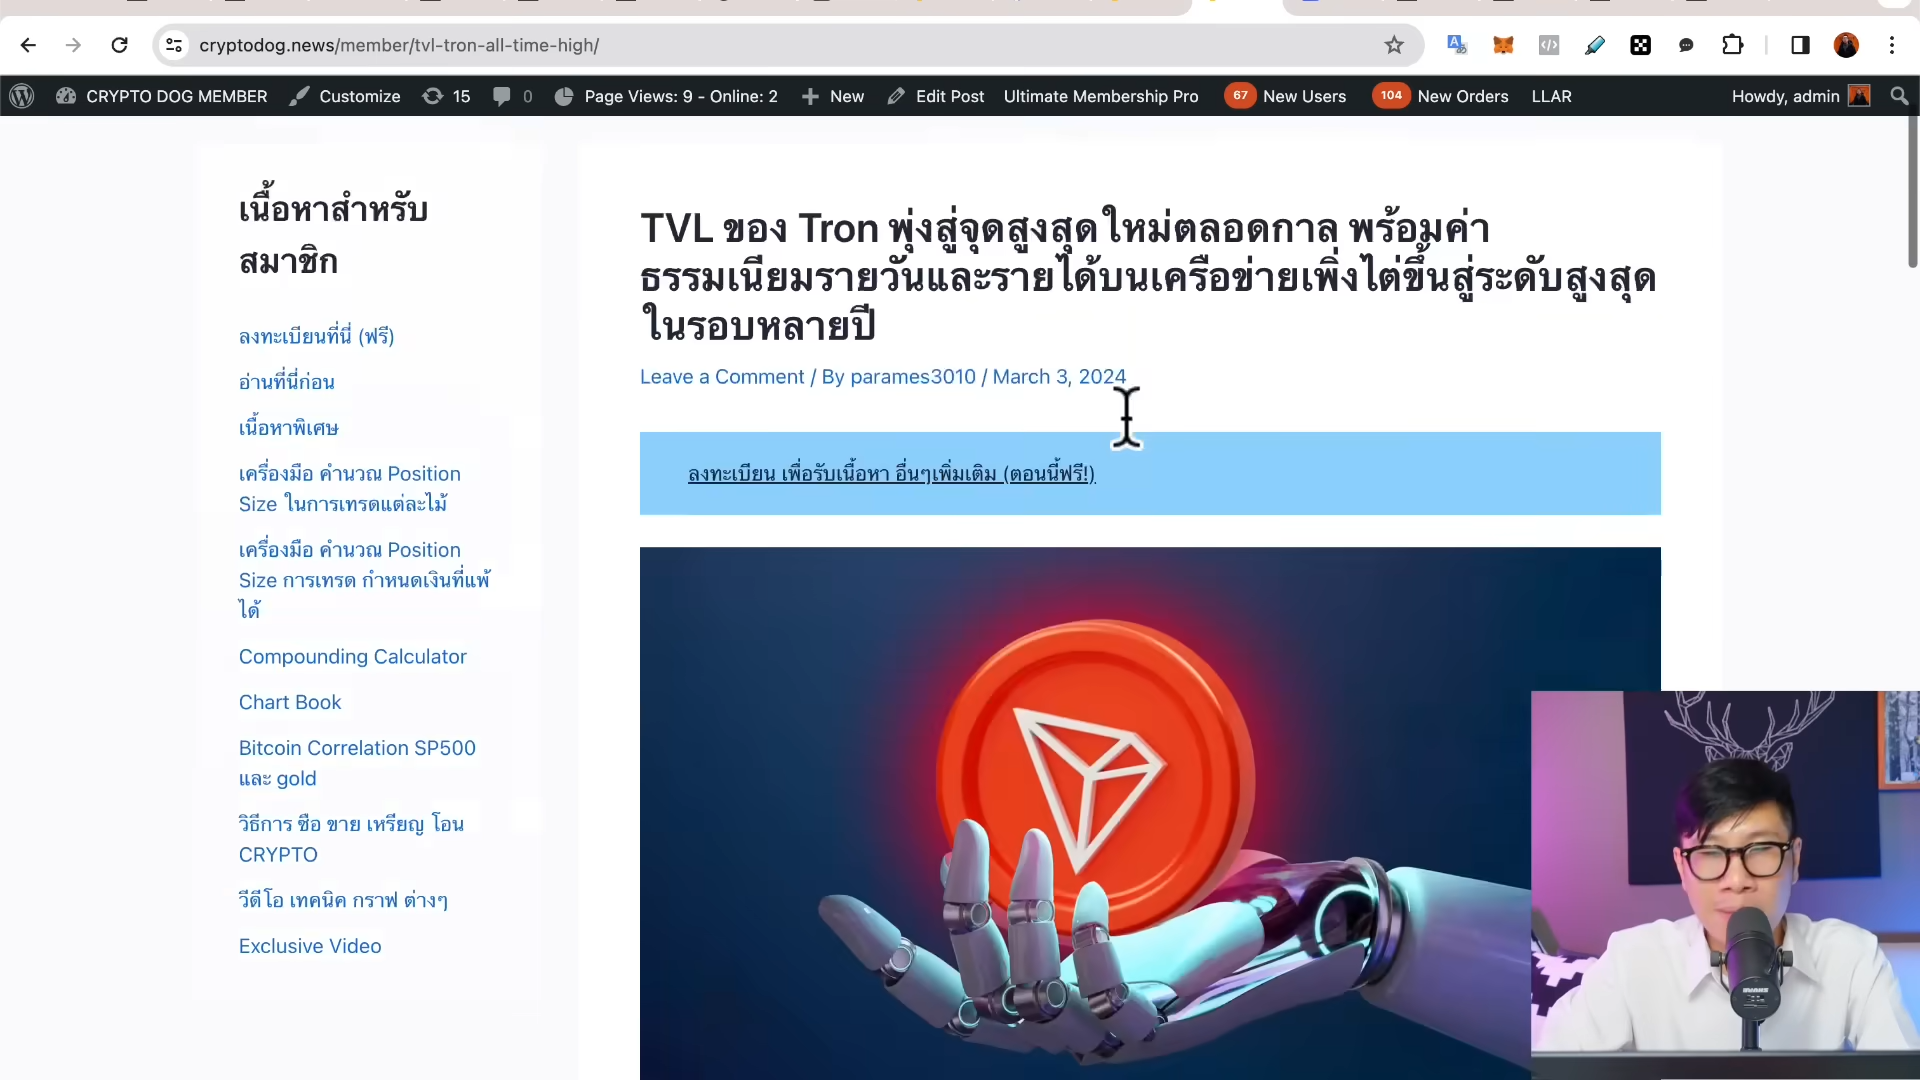 cryptodog.news/member/tvl-tron-all-time-high/
CRYPTO DOG MEMBER Customize 15 0 Page Views: 9 - Online: 2 New Edit Post Ultimate Membership Pro 67 New Users 104 New Orders LLAR Howdy, admin
เนื้อหาสำหรับ
สมาชิก
ลงทะเบียนที่นี่ (ฟรี)
อ่านที่นี่ก่อน
เนื้อหาพิเศษ
เครื่องมือ คำนวณ Position
Size ในการเทรดแต่ละไม้
เครื่องมือ คำนวณ Position
Size การเทรด กำหนดเงินที่แพ้
ได้
Compounding Calculator
Chart Book
Bitcoin Correlation SP500
และ gold
วิธีการ ซือ ขาย เหรียญ โอน
CRYPTO
วีดีโอ เทคนิค กราฟ ต่างๆ
Exclusive Video
TVL ของ Tron พุ่งสู่จุดสูงสุดใหม่ตลอดกาล พร้อมค่า
ธรรมเนียมรายวันและรายได้บนเครือข่ายเพิ่งไต่ขึ้นสู่ระดับสูงสุด
ในรอบหลายปี
Leave a Comment / By parames3010 / March 3, 2024
ลงทะเบียน เพื่อรับเนื้อหา อื่นๆเพิ่มเติม (ตอนนี้ฟรี!)